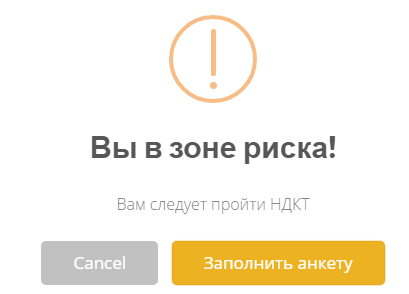 Вы в зоне риска!
Вам следует пройти НДКТ
Cancel
Заполнить анкету